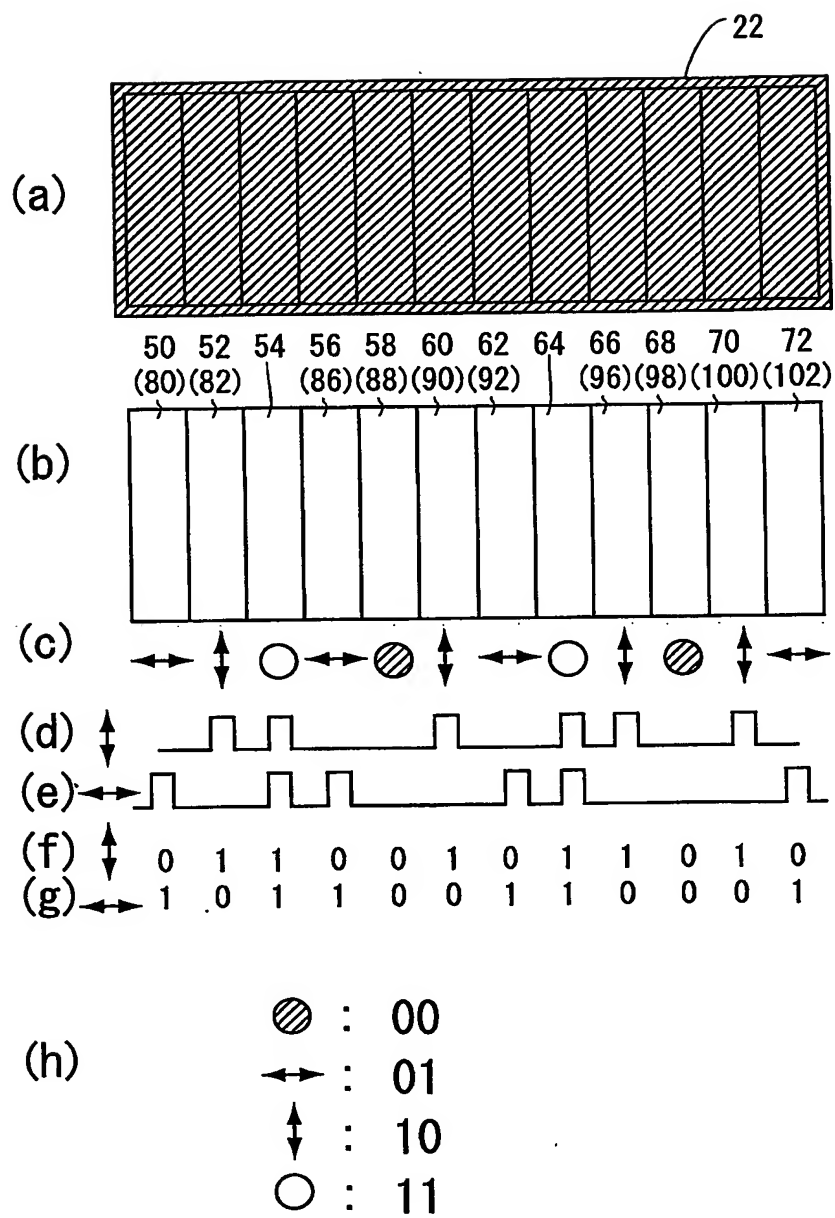 22
(a)
50 52 54 56 58 60 62 64 66 68 70 72
(80) (82) (86) (88) (90) (92) (96) (98) (100) (102)
(b)
(c)
(d)
(e)
(f) 0 1 1 0 0 1 0 1 1 0 1 0
(g) 1 0 1 1 0 0 1 1 0 0 0 1
: 00
(h)
: 01
: 10
: 11